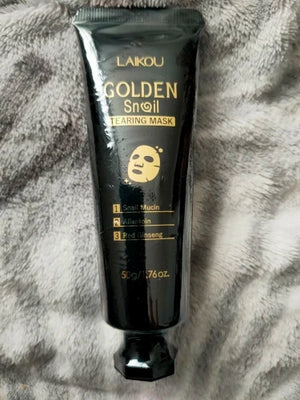 LAIKOU
GOLDEN
Snail
TEARING MASK
1 Snail Mucin
2 Allantoin
3 Red Ginseng
50g/1.76oz.